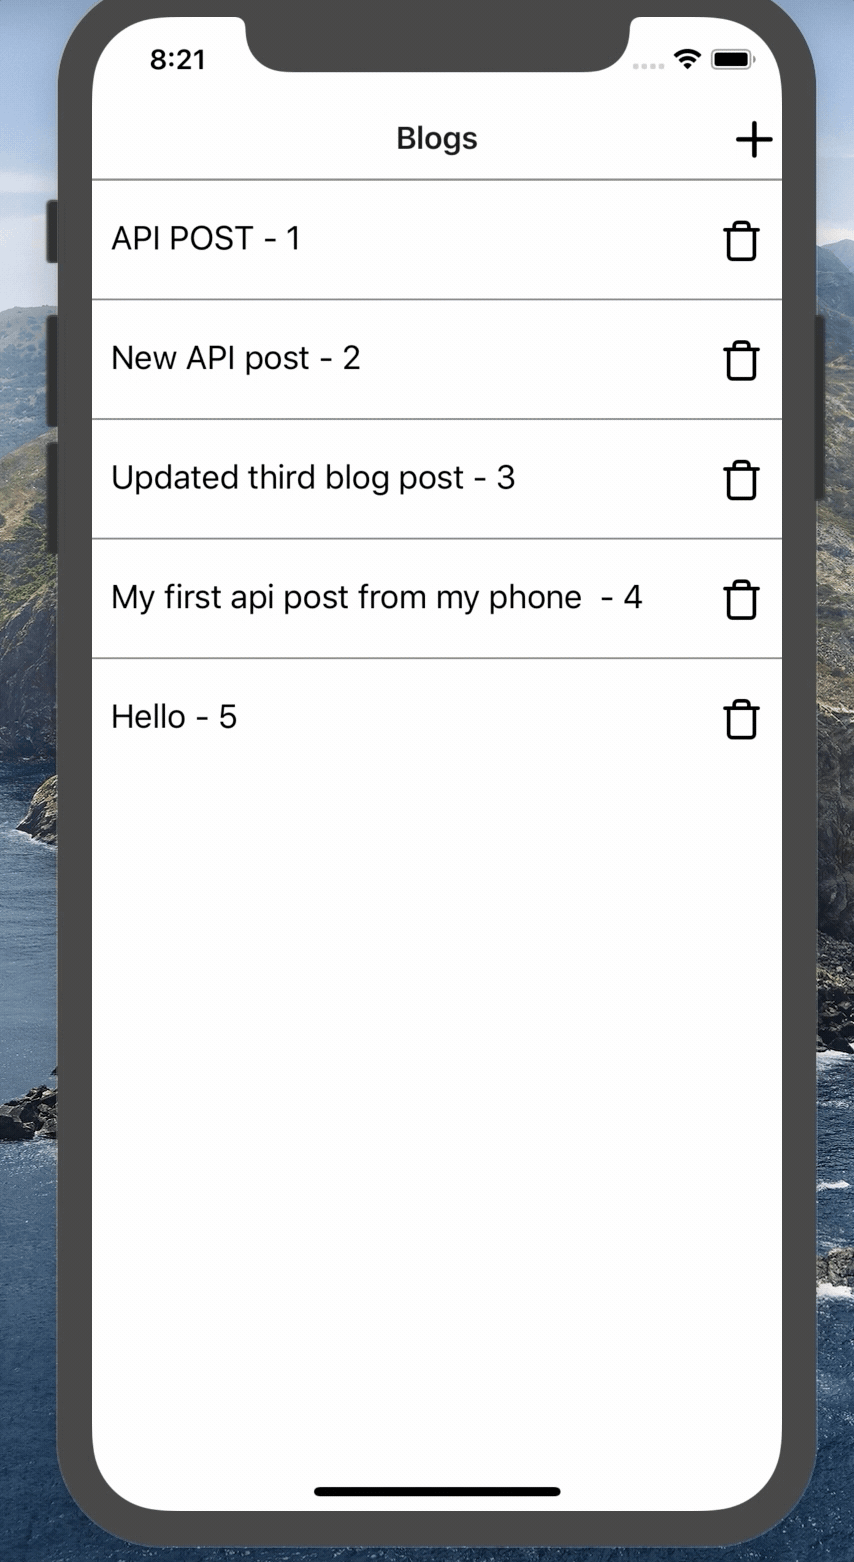 8:21
Blogs
API POST - 1
New API post - 2
Updated third blog post - 3
My first api post from my phone  - 4
Hello - 5